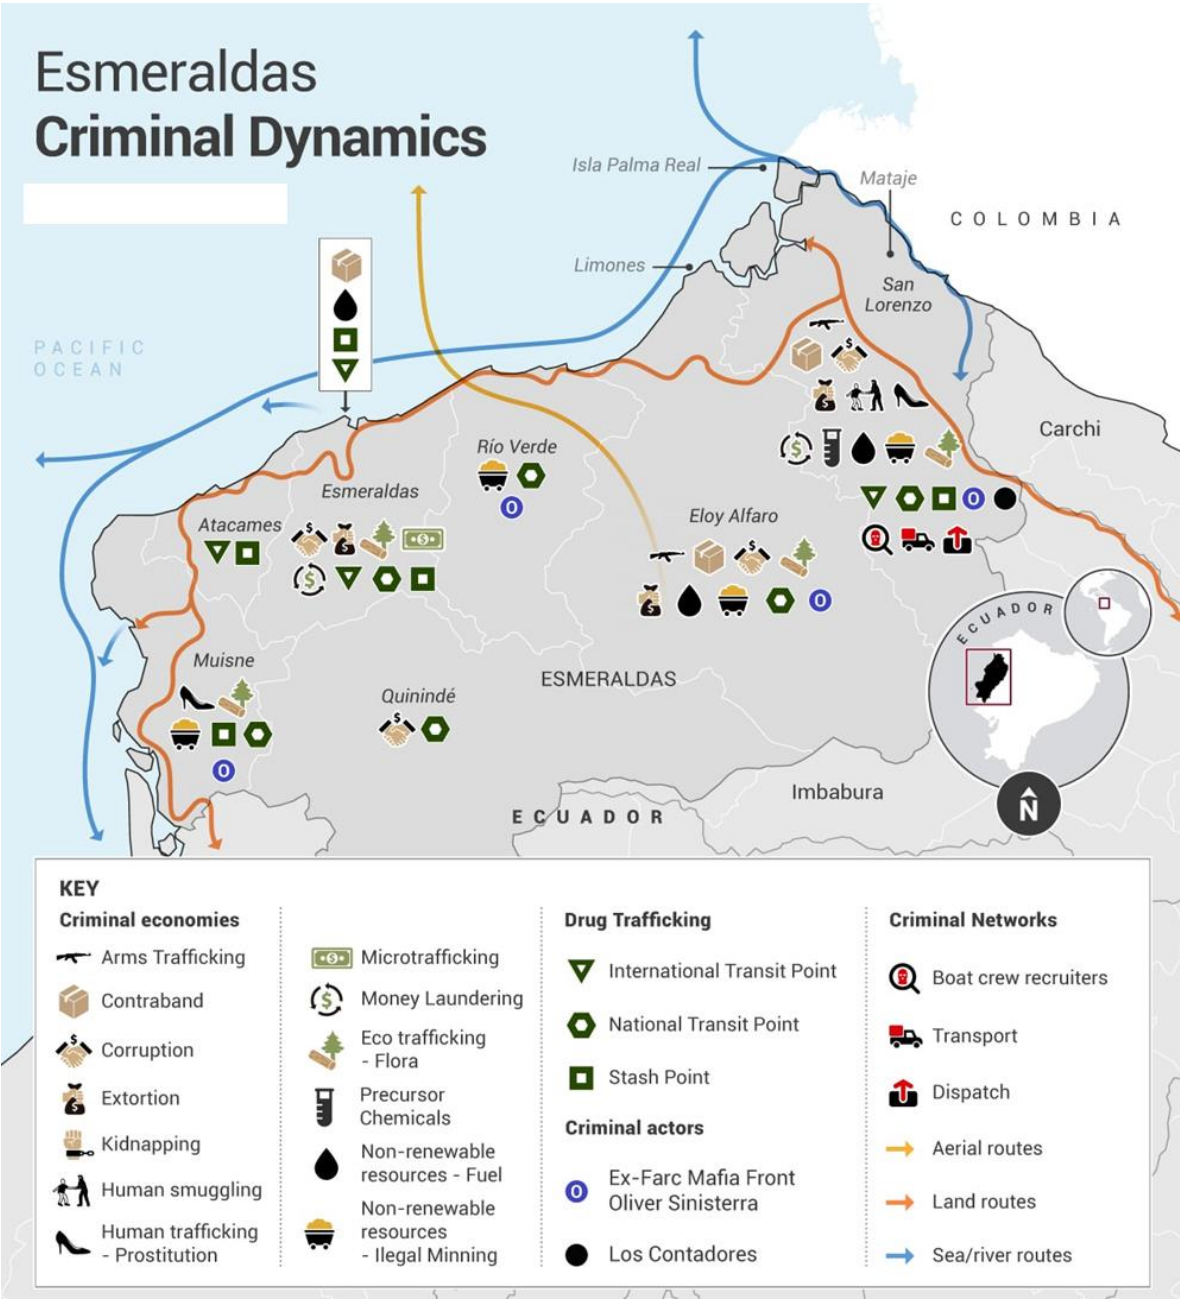 Esmeraldas
Criminal Dynamics
Isla Palma Real
Mataje
COLOMBIA
Limones
San
Lorenzo
PACIFIC
OCEAN
Carchi
Río Verde
Esmeraldas
Atacames
Eloy Alfaro
ECUADOR
Muisne
ESMERALDAS
Quinindé
Imbabura
ECUADOR
N
KEY
Criminal economies
Arms Trafficking
Contraband
Corruption
Extortion
Kidnapping
Human smuggling
Human trafficking
- Prostitution
Microtrafficking
Money Laundering
Eco trafficking
- Flora
Precursor
Chemicals
Non-renewable
resources - Fuel
Non-renewable
resources
- Ilegal Minning
Drug Trafficking
International Transit Point
National Transit Point
Stash Point
Criminal actors
Ex-Farc Mafia Front
Oliver Sinisterra
Los Contadores
Criminal Networks
Boat crew recruiters
Transport
Dispatch
Aerial routes
Land routes
Sea/river routes